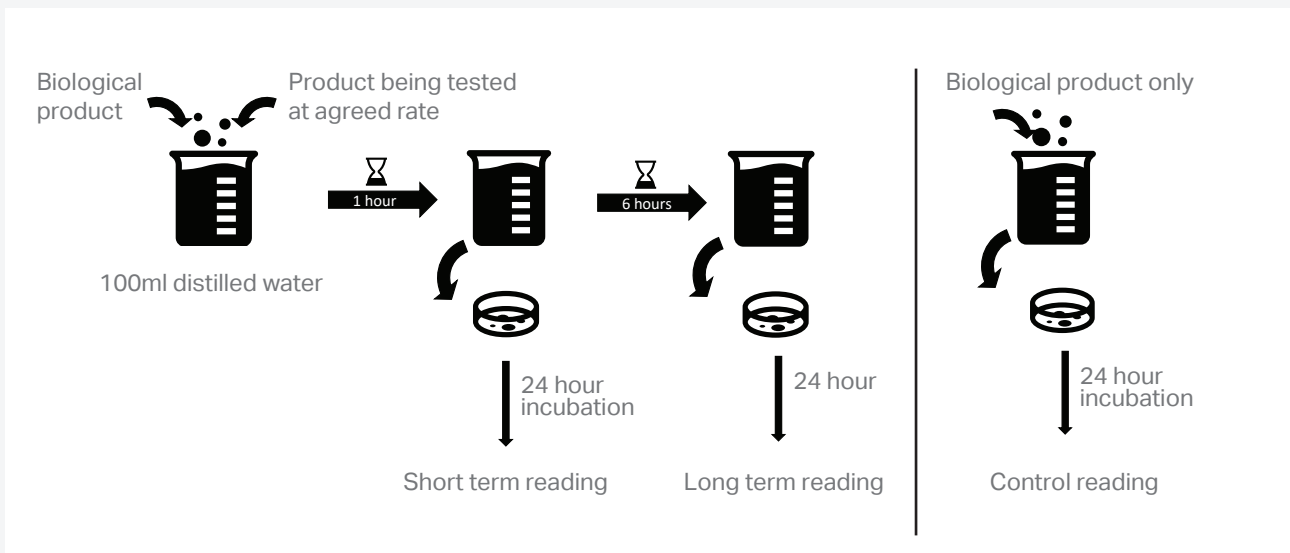 Biological
product
Product being tested
at agreed rate
1 hour
6 hours
100ml distilled water
24 hour
incubation
24 hour
Short term reading
Long term reading
Biological product only
24 hour
incubation
Control reading